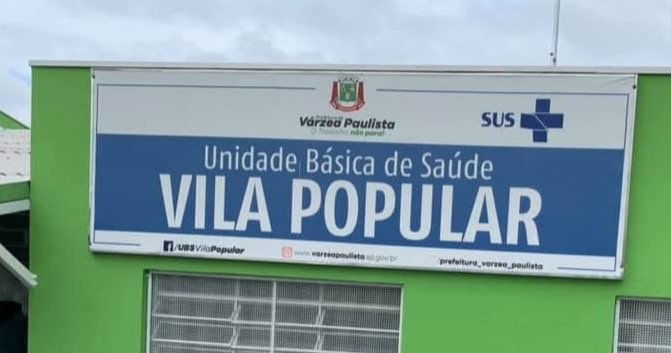 Várzea Paulista
O Trabalho não para!
SUS
Unidade Básica de Saúde
VILA POPULAR
/UBSVilaPopular
www.varzeapaulista.sp.gov.br
/prefeitura_varzea_paulista